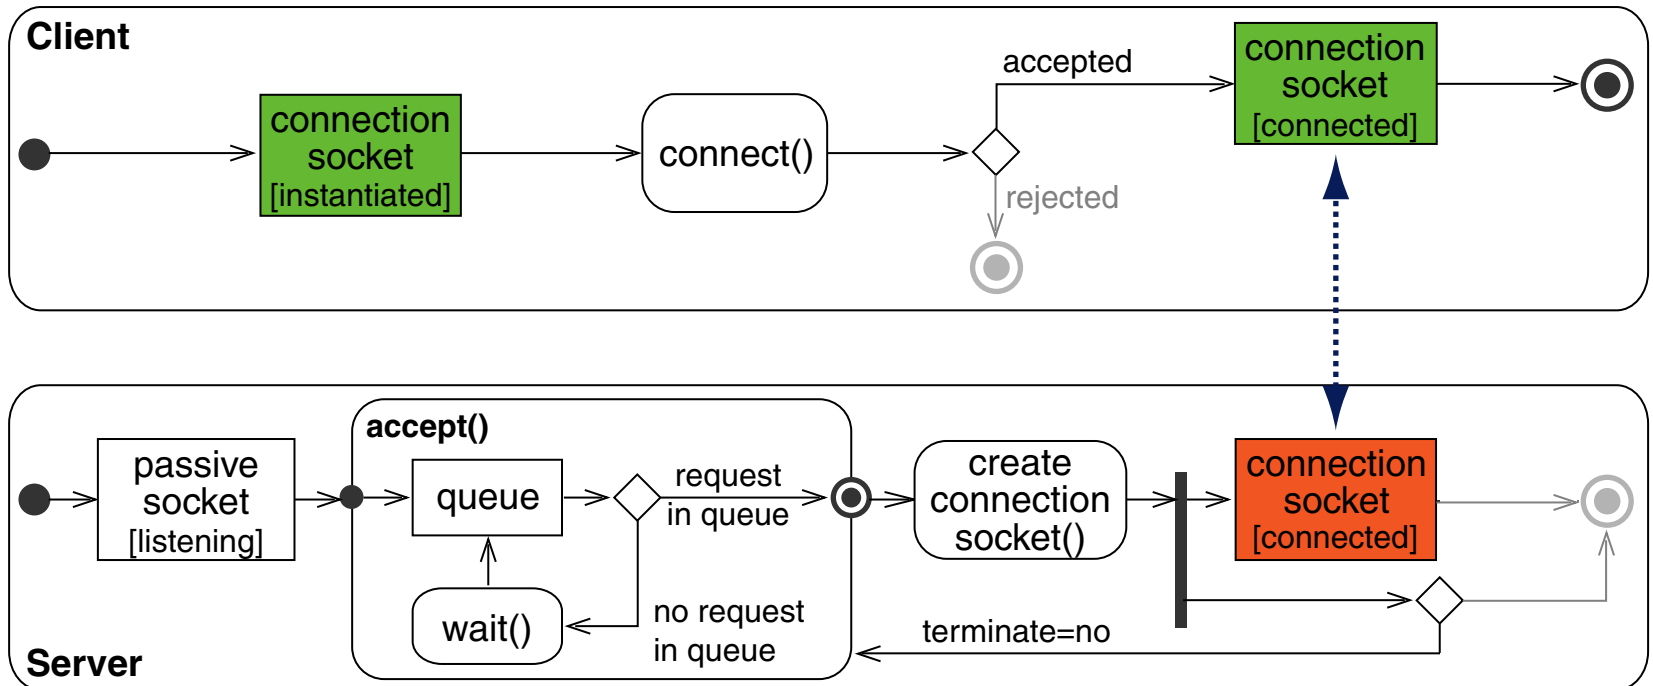 Client
connection
socket
[instantiated]
connect()
accepted
rejected
connection
socket
[connected]
Server
passive
socket
[listening]
accept()
queue
wait()
request
in queue
no request
in queue
create
connection
socket()
connection
socket
[connected]
terminate=no